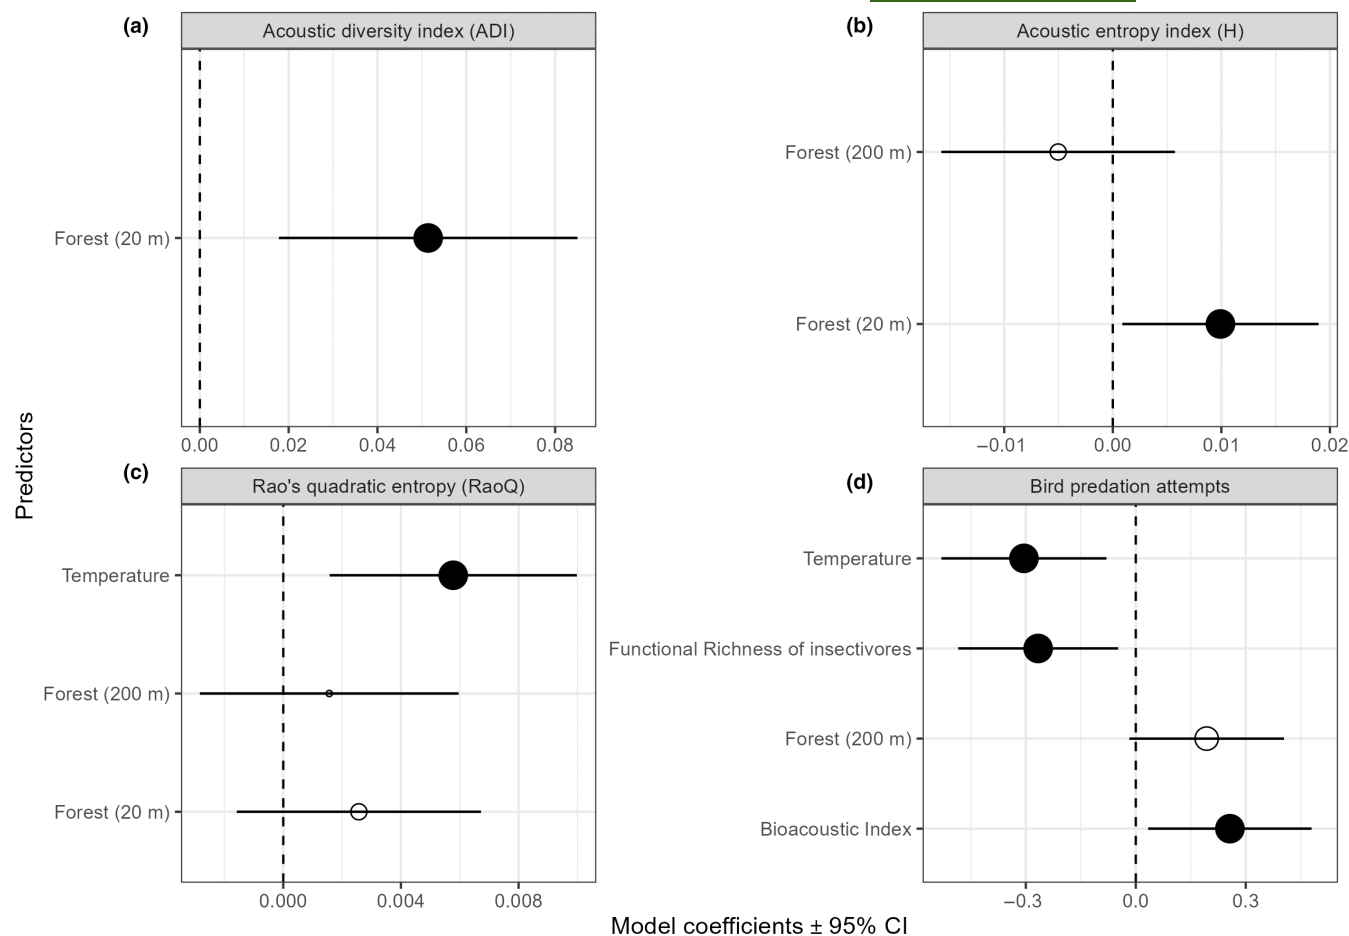 (a)
Acoustic diversity index (ADI)
Forest (20 m)
0.00 0.02 0.04 0.06 0.08
(b)
Acoustic entropy index (H)
Forest (200 m)
Forest (20 m)
−0.01 0.00 0.01 0.02
Predictors
(c)
Rao's quadratic entropy (RaoQ)
Temperature
Forest (200 m)
Forest (20 m)
0.000 0.004 0.008
(d)
Bird predation attempts
Temperature
Functional Richness of insectivores
Forest (200 m)
Bioacoustic Index
−0.3 0.0 0.3
Model coefficients ± 95% CI